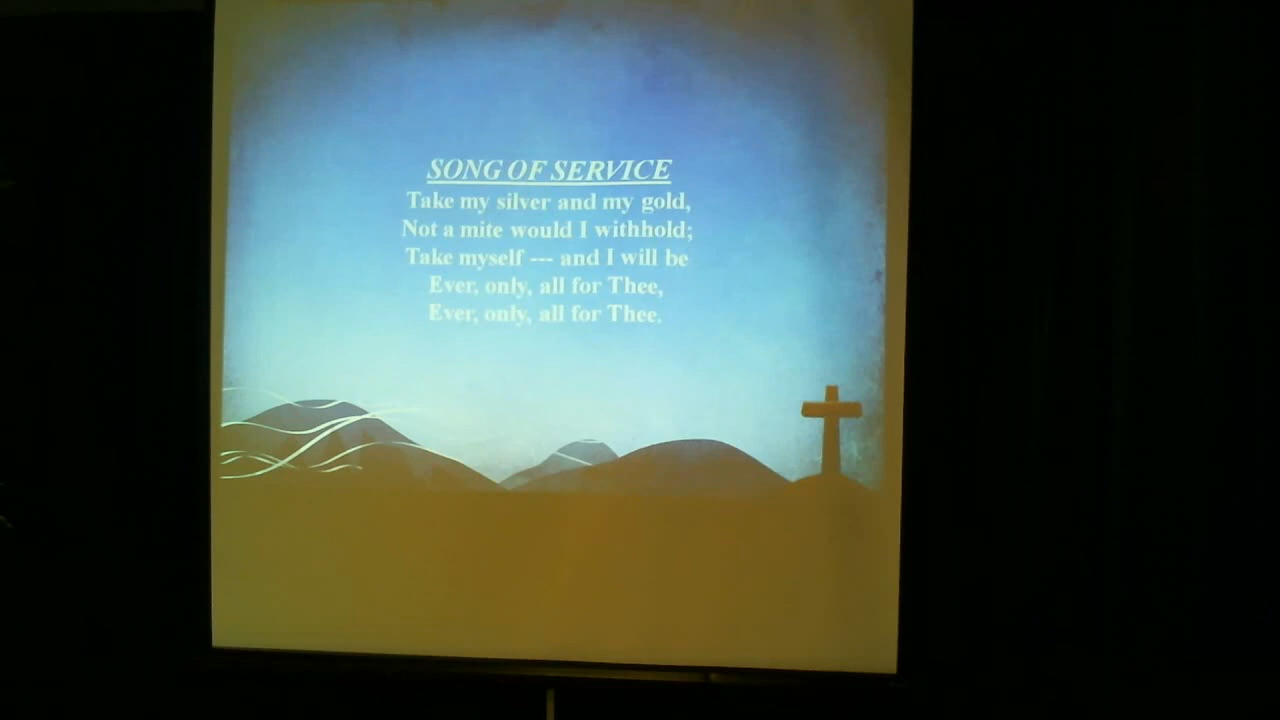 SONG OF SERVICE
Take my silver and my gold,
Not a mite would I withhold;
Take myself --- and I will be
Ever, only, all for Thee,
Ever, only, all for Thee.